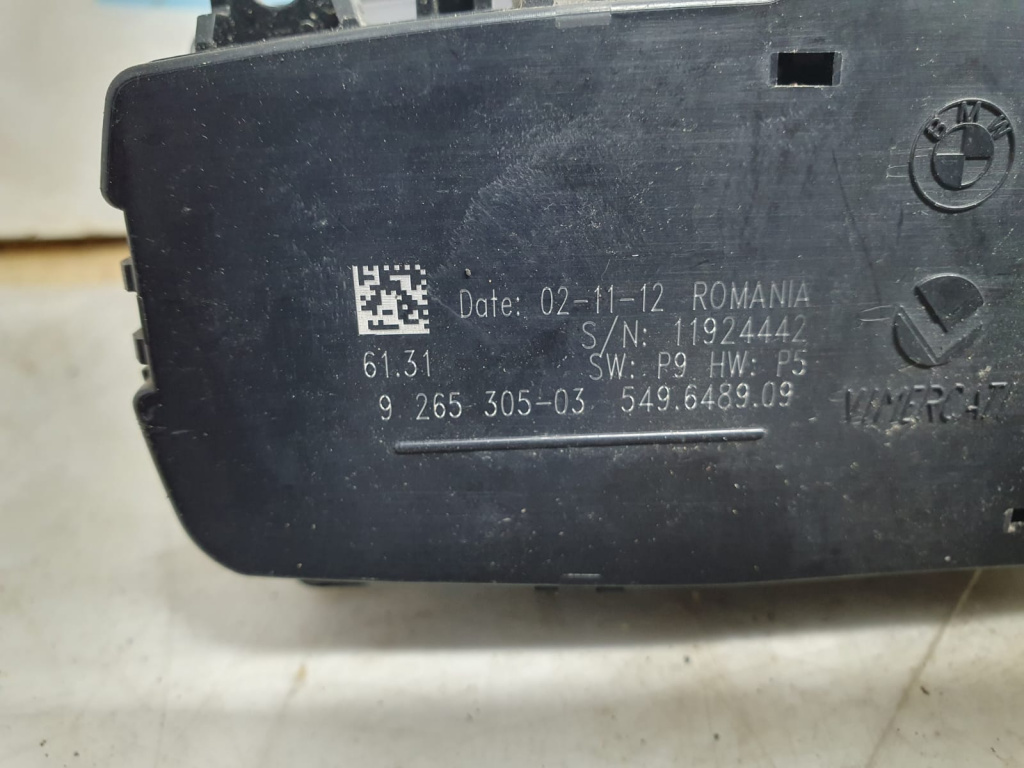 BMW
Date: 02-11-12 ROMANIA
S/N: 11924442
61.31 SW: P9 HW: P5
9 265 305-03 549.6489.09
VIMERCATI